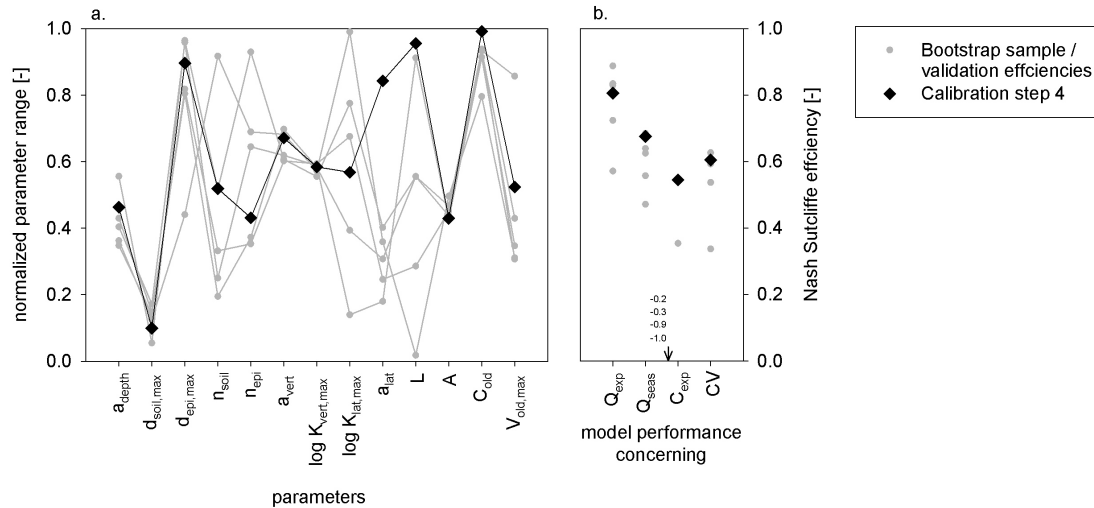 a.
b.
1.0
0.8
0.6
0.4
0.2
0.0
normalized parameter range [-]
a_depth
d_soil,max
d_epi,max
n_soil
n_epi
a_vert
log K_vert,max
log K_lat,max
a_lat
L
A
C_old
V_old,max
parameters
-0.2
-0.3
-0.9
-1.0
Q_exp
Q_seas
C_exp
CV
model performance
concerning
1.0
0.8
0.6
0.4
0.2
0.0
Nash Sutcliffe effciency [-]
Bootstrap sample /
validation effciencies
Calibration step 4